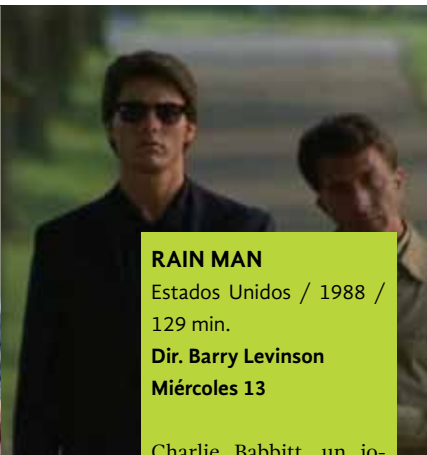 RAIN MAN
Estados Unidos / 1988 /
129 min.
Dir. Barry Levinson
Miércoles 13
Charlie Babbitt, un jo-